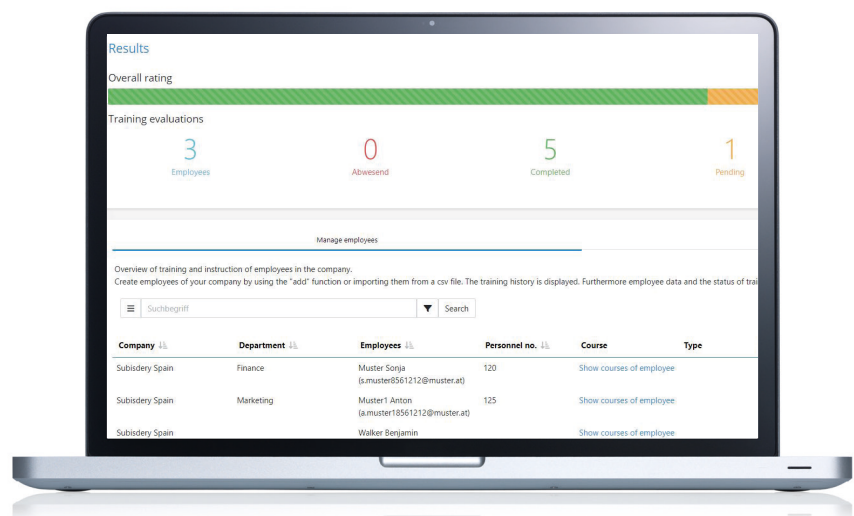 Results
Overall rating
Training evaluations
3 0 5 1
Employees Abwesend Completed Pending
Manage employees
Overview of training and instruction of employees in the company.
Create employees of your company by using the "add" function or importing them from a csv file. The training history is displayed. Furthermore employee data and the status of trai
Suchbegriff Search
Company Department Employees Personnel no. Course Type
Subisdery Spain Finance Muster Sonja 120 Show courses of employee
(s.muster8561212@muster.at)
Subisdery Spain Marketing Muster1 Anton 125 Show courses of employee
(a.muster18561212@muster.at)
Subisdery Spain Walker Benjamin Show courses of employee